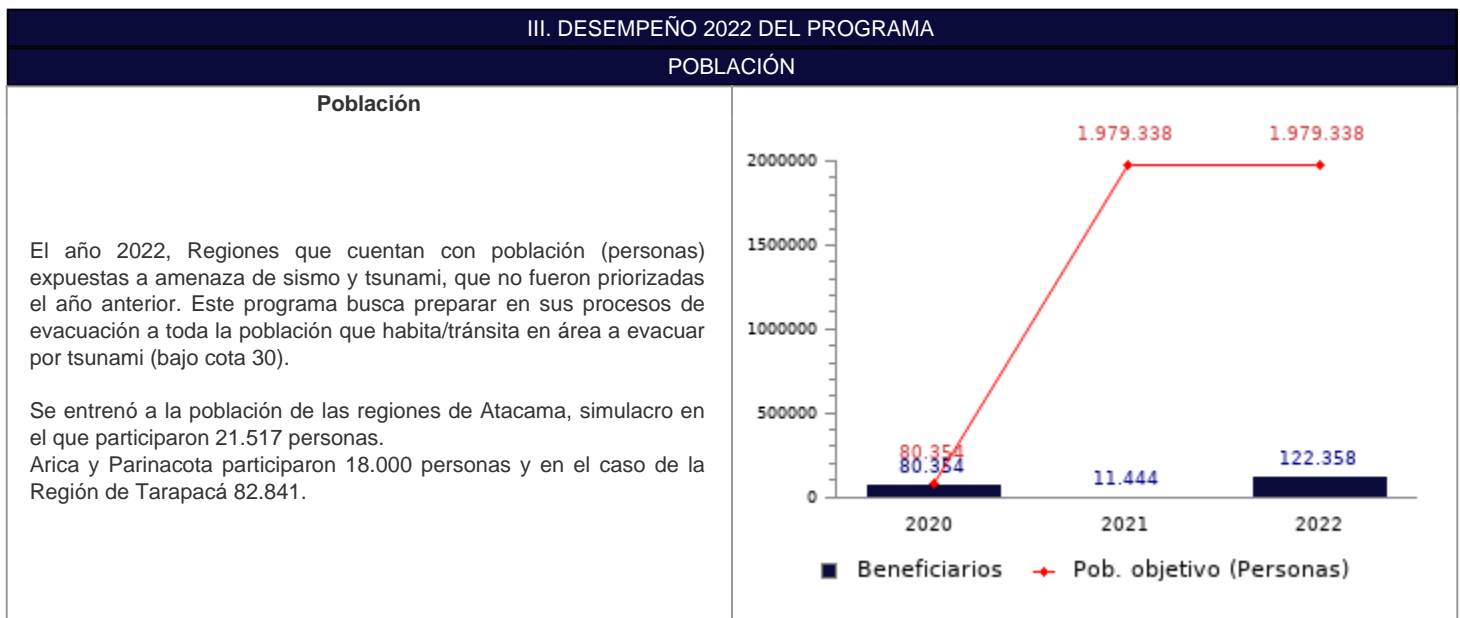 III. DESEMPEÑO 2022 DEL PROGRAMA
POBLACIÓN
Población
El año 2022, Regiones que cuentan con población (personas)
expuestas a amenaza de sismo y tsunami, que no fueron priorizadas
el año anterior. Este programa busca preparar en sus procesos de
evacuación a toda la población que habita/tránsita en área a evacuar
por tsunami (bajo cota 30).
Se entrenó a la población de las regiones de Atacama, simulacro en
el que participaron 21.517 personas.
Arica y Parinacota participaron 18.000 personas y en el caso de la
Región de Tarapacá 82.841.
1.979.338 1.979.338
2000000
1500000
1000000
500000
80.354
80.354 11.444 122.358
0
2020 2021 2022
Beneficiarios Pob. objetivo (Personas)